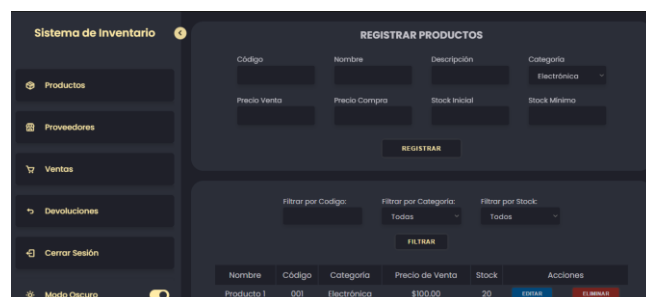 Sistema de Inventario
Productos
Proveedores
Ventas
Devoluciones
Cerrar Sesión
Modo Oscuro
REGISTRAR PRODUCTOS
Código Nombre Descripción Categoría
Electrónica
Precio Venta Precio Compra Stock Inicial Stock Mínimo
REGISTRAR
Filtrar por Codigo: Filtrar por Categoría: Filtrar por Stock:
Todas Todos
FILTRAR
Nombre Código Categoría Precio de Venta Stock Acciones
Producto 1 001 Electrónica $100.00 20 EDITAR ELIMINAR